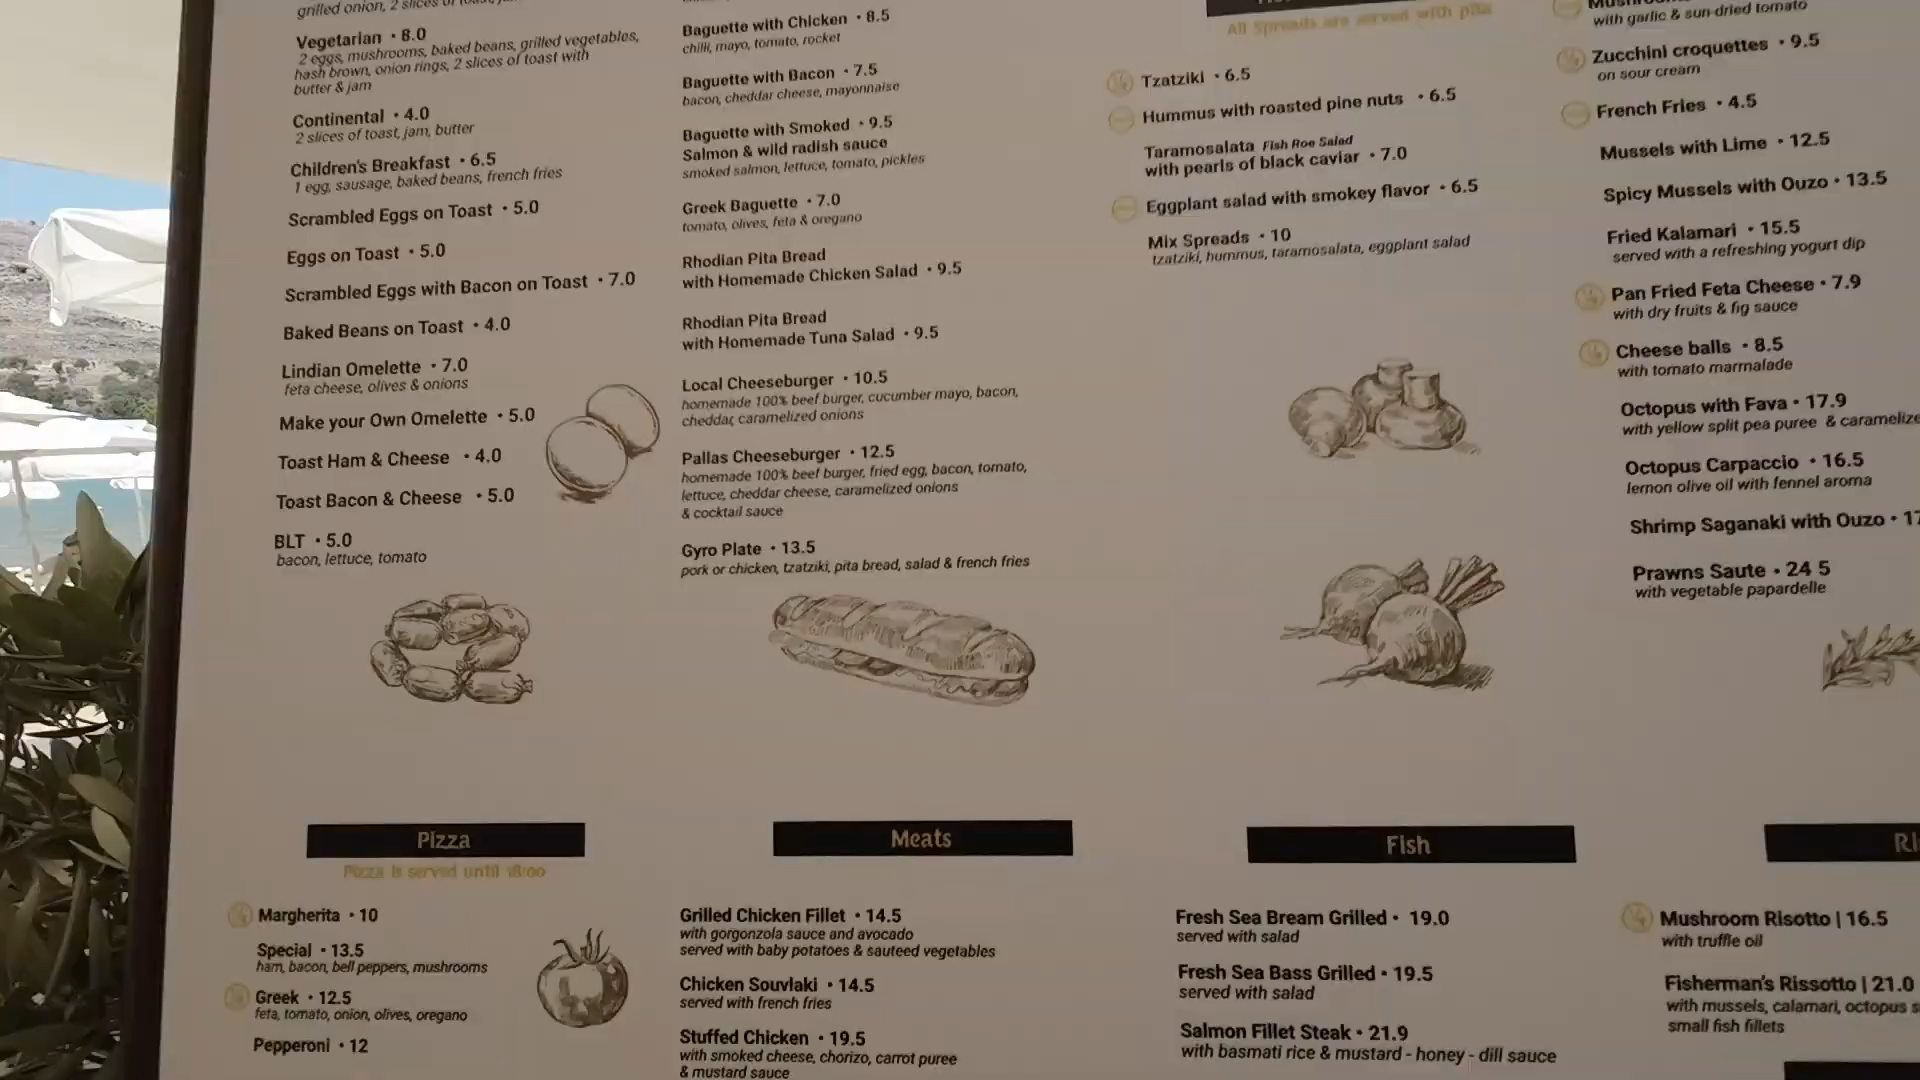 grilled onion, 2 slices of toast, jam
Vegetarian • 8.0
2 eggs, mushrooms, baked beans, grilled vegetables,
hash brown, onion rings, 2 slices of toast with
butter & jam
Continental • 4.0
2 slices of toast, jam, butter
Children's Breakfast • 6.5
1 egg, sausage, baked beans, french fries
Scrambled Eggs on Toast • 5.0
Eggs on Toast • 5.0
Scrambled Eggs with Bacon on Toast • 7.0
Baked Beans on Toast • 4.0
Lindian Omelette • 7.0
feta cheese, olives & onions
Make your Own Omelette • 5.0
Toast Ham & Cheese • 4.0
Toast Bacon & Cheese • 5.0
BLT • 5.0
bacon, lettuce, tomato
Baguette with Chicken • 8.5
chilli, mayo, tomato, rocket
Baguette with Bacon • 7.5
bacon, cheddar cheese, mayonnaise
Baguette with Smoked • 9.5
Salmon & wild radish sauce
smoked salmon, lettuce, tomato, pickles
Greek Baguette • 7.0
tomato, olives, feta & oregano
Rhodian Pita Bread
with Homemade Chicken Salad • 9.5
Rhodian Pita Bread
with Homemade Tuna Salad • 9.5
Local Cheeseburger • 10.5
homemade 100% beef burger, cucumber mayo, bacon,
cheddar, caramelized onions
Pallas Cheeseburger • 12.5
homemade 100% beef burger, fried egg, bacon, tomato,
lettuce, cheddar cheese, caramelized onions
& cocktail sauce
Gyro Plate • 13.5
pork or chicken, tzatziki, pita bread, salad & french fries
All Spreads are served with pita
Tzatziki • 6.5
Hummus with roasted pine nuts • 6.5
Taramosalata Fish Roe Salad
with pearls of black caviar • 7.0
Eggplant salad with smokey flavor • 6.5
Mix Spreads • 10
tzatziki, hummus, taramosalata, eggplant salad
with garlic & sun-dried tomato
Zucchini croquettes • 9.5
on sour cream
French Fries • 4.5
Mussels with Lime • 12.5
Spicy Mussels with Ouzo • 13.5
Fried Kalamari • 15.5
served with a refreshing yogurt dip
Pan Fried Feta Cheese • 7.9
with dry fruits & fig sauce
Cheese balls • 8.5
with tomato marmalade
Octopus with Fava • 17.9
with yellow split pea puree & caramelize
Octopus Carpaccio • 16.5
lemon olive oil with fennel aroma
Shrimp Saganaki with Ouzo • 17
Prawns Saute • 24 5
with vegetable papardelle
Pizza
Pizza is served until 18:00
Margherita • 10
Special • 13.5
ham, bacon, bell peppers, mushrooms
Greek • 12.5
feta, tomato, onion, olives, oregano
Pepperoni • 12
Meats
Grilled Chicken Fillet • 14.5
with gorgonzola sauce and avocado
served with baby potatoes & sauteed vegetables
Chicken Souvlaki • 14.5
served with french fries
Stuffed Chicken • 19.5
with smoked cheese, chorizo, carrot puree
& mustard sauce
Fish
Fresh Sea Bream Grilled • 19.0
served with salad
Fresh Sea Bass Grilled • 19.5
served with salad
Salmon Fillet Steak • 21.9
with basmati rice & mustard - honey - dill sauce
Ri
Mushroom Risotto | 16.5
with truffle oil
Fisherman's Rissotto | 21.0
with mussels, calamari, octopus s
small fish fillets